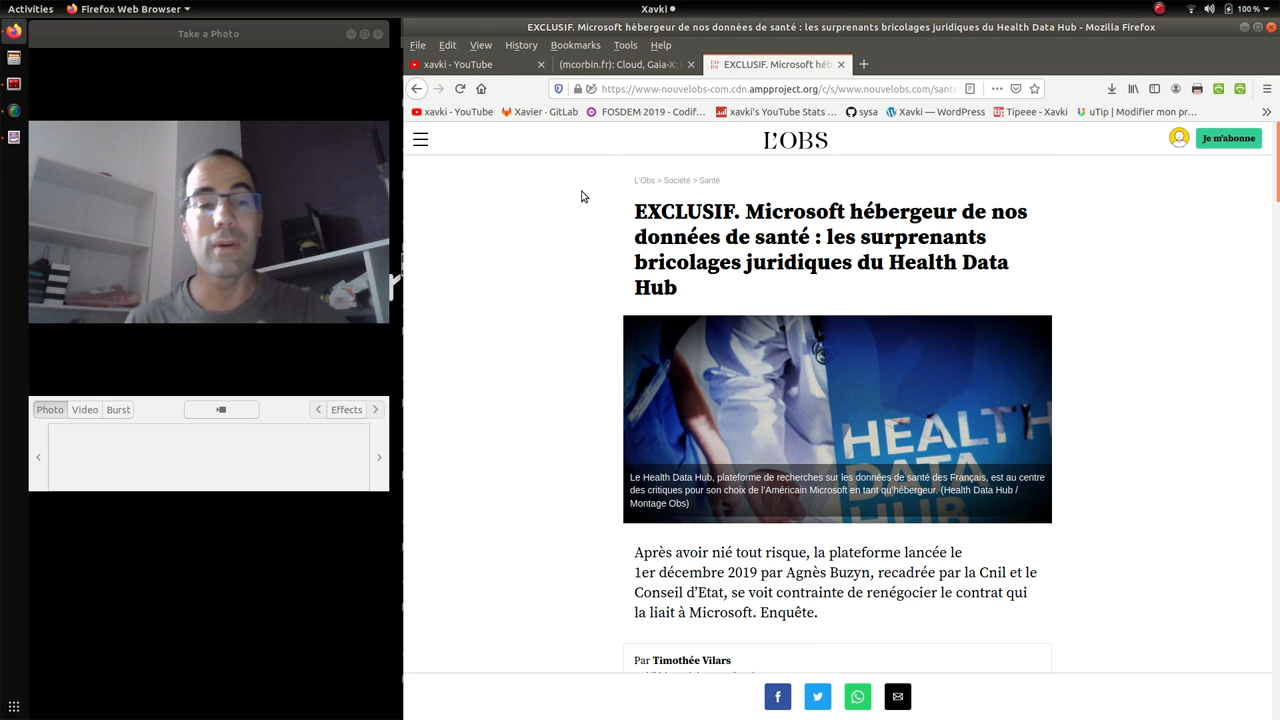 Activities
Firefox Web Browser
Xavki
100 %
Take a Photo
EXCLUSIF. Microsoft hébergeur de nos données de santé : les surprenants bricolages juridiques du Health Data Hub - Mozilla Firefox
File Edit View History Bookmarks Tools Help
xavki - YouTube
(mcorbin.fr): Cloud, Gaia-X:
EXCLUSIF. Microsoft héb
https://www-nouvelobs-com.cdn.ampproject.org/c/s/www.nouvelobs.com/sant
xavki - YouTube
Xavier · GitLab
FOSDEM 2019 - Codif…
xavki's YouTube Stats …
sysa
Xavki — WordPress
Tipeee - Xavki
uTip | Modifier mon pr…
L'OBS
Je m'abonne
L'Obs > Société > Santé
EXCLUSIF. Microsoft hébergeur de nos
données de santé : les surprenants
bricolages juridiques du Health Data
Hub
HEALTH
DATA
HUB
Le Health Data Hub, plateforme de recherches sur les données de santé des Français, est au centre
des critiques pour son choix de l'Américain Microsoft en tant qu'hébergeur. (Health Data Hub /
Montage Obs)
Après avoir nié tout risque, la plateforme lancée le
1er décembre 2019 par Agnès Buzyn, recadrée par la Cnil et le
Conseil d'Etat, se voit contrainte de renégocier le contrat qui
la liait à Microsoft. Enquête.
Par Timothée Vilars
Photo Video Burst
Effects